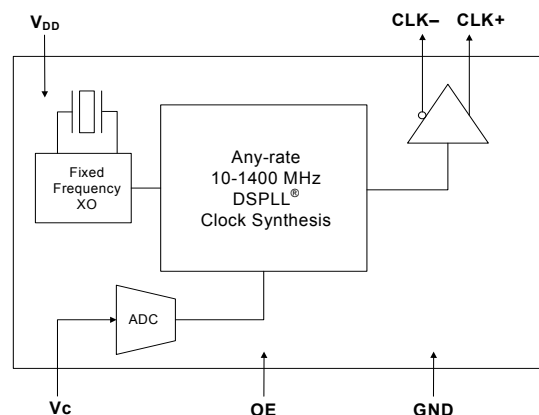 VDD
CLK–
CLK+
Fixed
Frequency
XO
Any-rate
10-1400 MHz
DSPLL®
Clock Synthesis
ADC
Vc
OE
GND